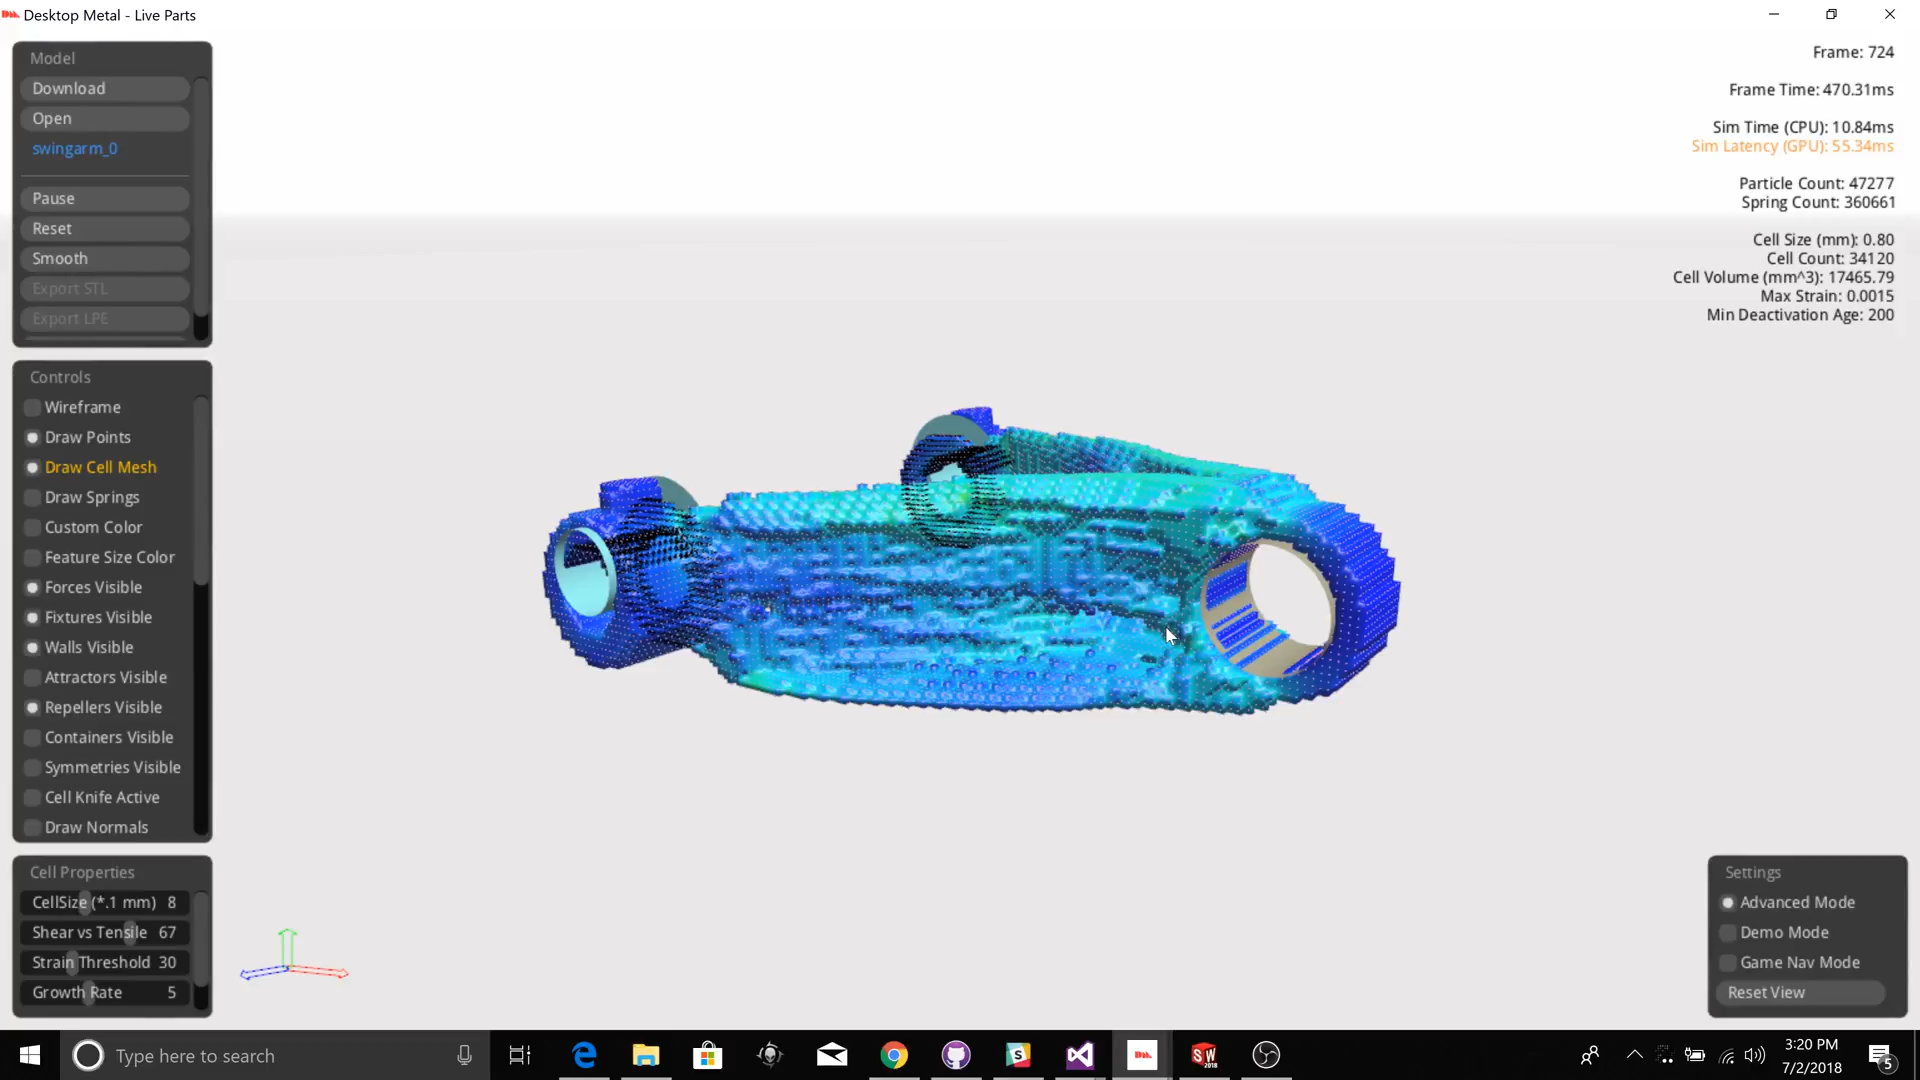 Desktop Metal - Live Parts
Model
Download
Open
swingarm_0
Pause
Reset
Smooth
Export STL
Export LPE
Controls
Wireframe
Draw Points
Draw Cell Mesh
Draw Springs
Custom Color
Feature Size Color
Forces Visible
Fixtures Visible
Walls Visible
Attractors Visible
Repellers Visible
Containers Visible
Symmetries Visible
Cell Knife Active
Draw Normals
Cell Properties
CellSize (*.1 mm) 8
Shear vs Tensile 67
Strain Threshold 30
Growth Rate 5
Frame: 724
Frame Time: 470.31ms
Sim Time (CPU): 10.84ms
Sim Latency (GPU): 55.34ms
Particle Count: 47277
Spring Count: 360661
Cell Size (mm): 0.80
Cell Count: 34120
Cell Volume (mm^3): 17465.79
Max Strain: 0.0015
Min Deactivation Age: 200
Settings
Advanced Mode
Demo Mode
Game Nav Mode
Reset View
Type here to search
S
SW
2018
3:20 PM
7/2/2018
5